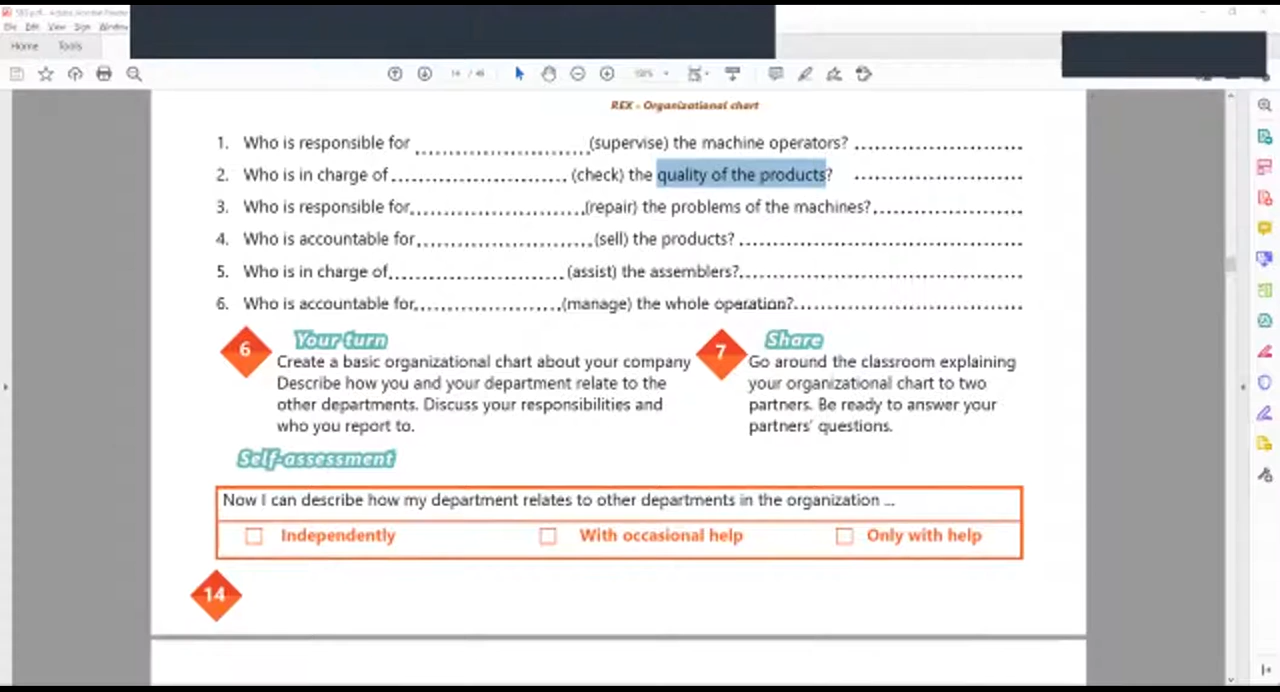 File Edit View Sign Window
Home Tools
14 / 46
REX - Organizational chart
1. Who is responsible for ............................(supervise) the machine operators? ............................
2. Who is in charge of............................ (check) the quality of the products? ............................
3. Who is responsible for............................(repair) the problems of the machines?............................
4. Who is accountable for............................(sell) the products? ............................
5. Who is in charge of............................ (assist) the assemblers?............................
6. Who is accountable for............................(manage) the whole operation?............................
6 Your turn
Create a basic organizational chart about your company
Describe how you and your department relate to the
other departments. Discuss your responsibilities and
who you report to.
7 Share
Go around the classroom explaining
your organizational chart to two
partners. Be ready to answer your
partners' questions.
Self-assessment
Now I can describe how my department relates to other departments in the organization ...
Independently With occasional help Only with help
14